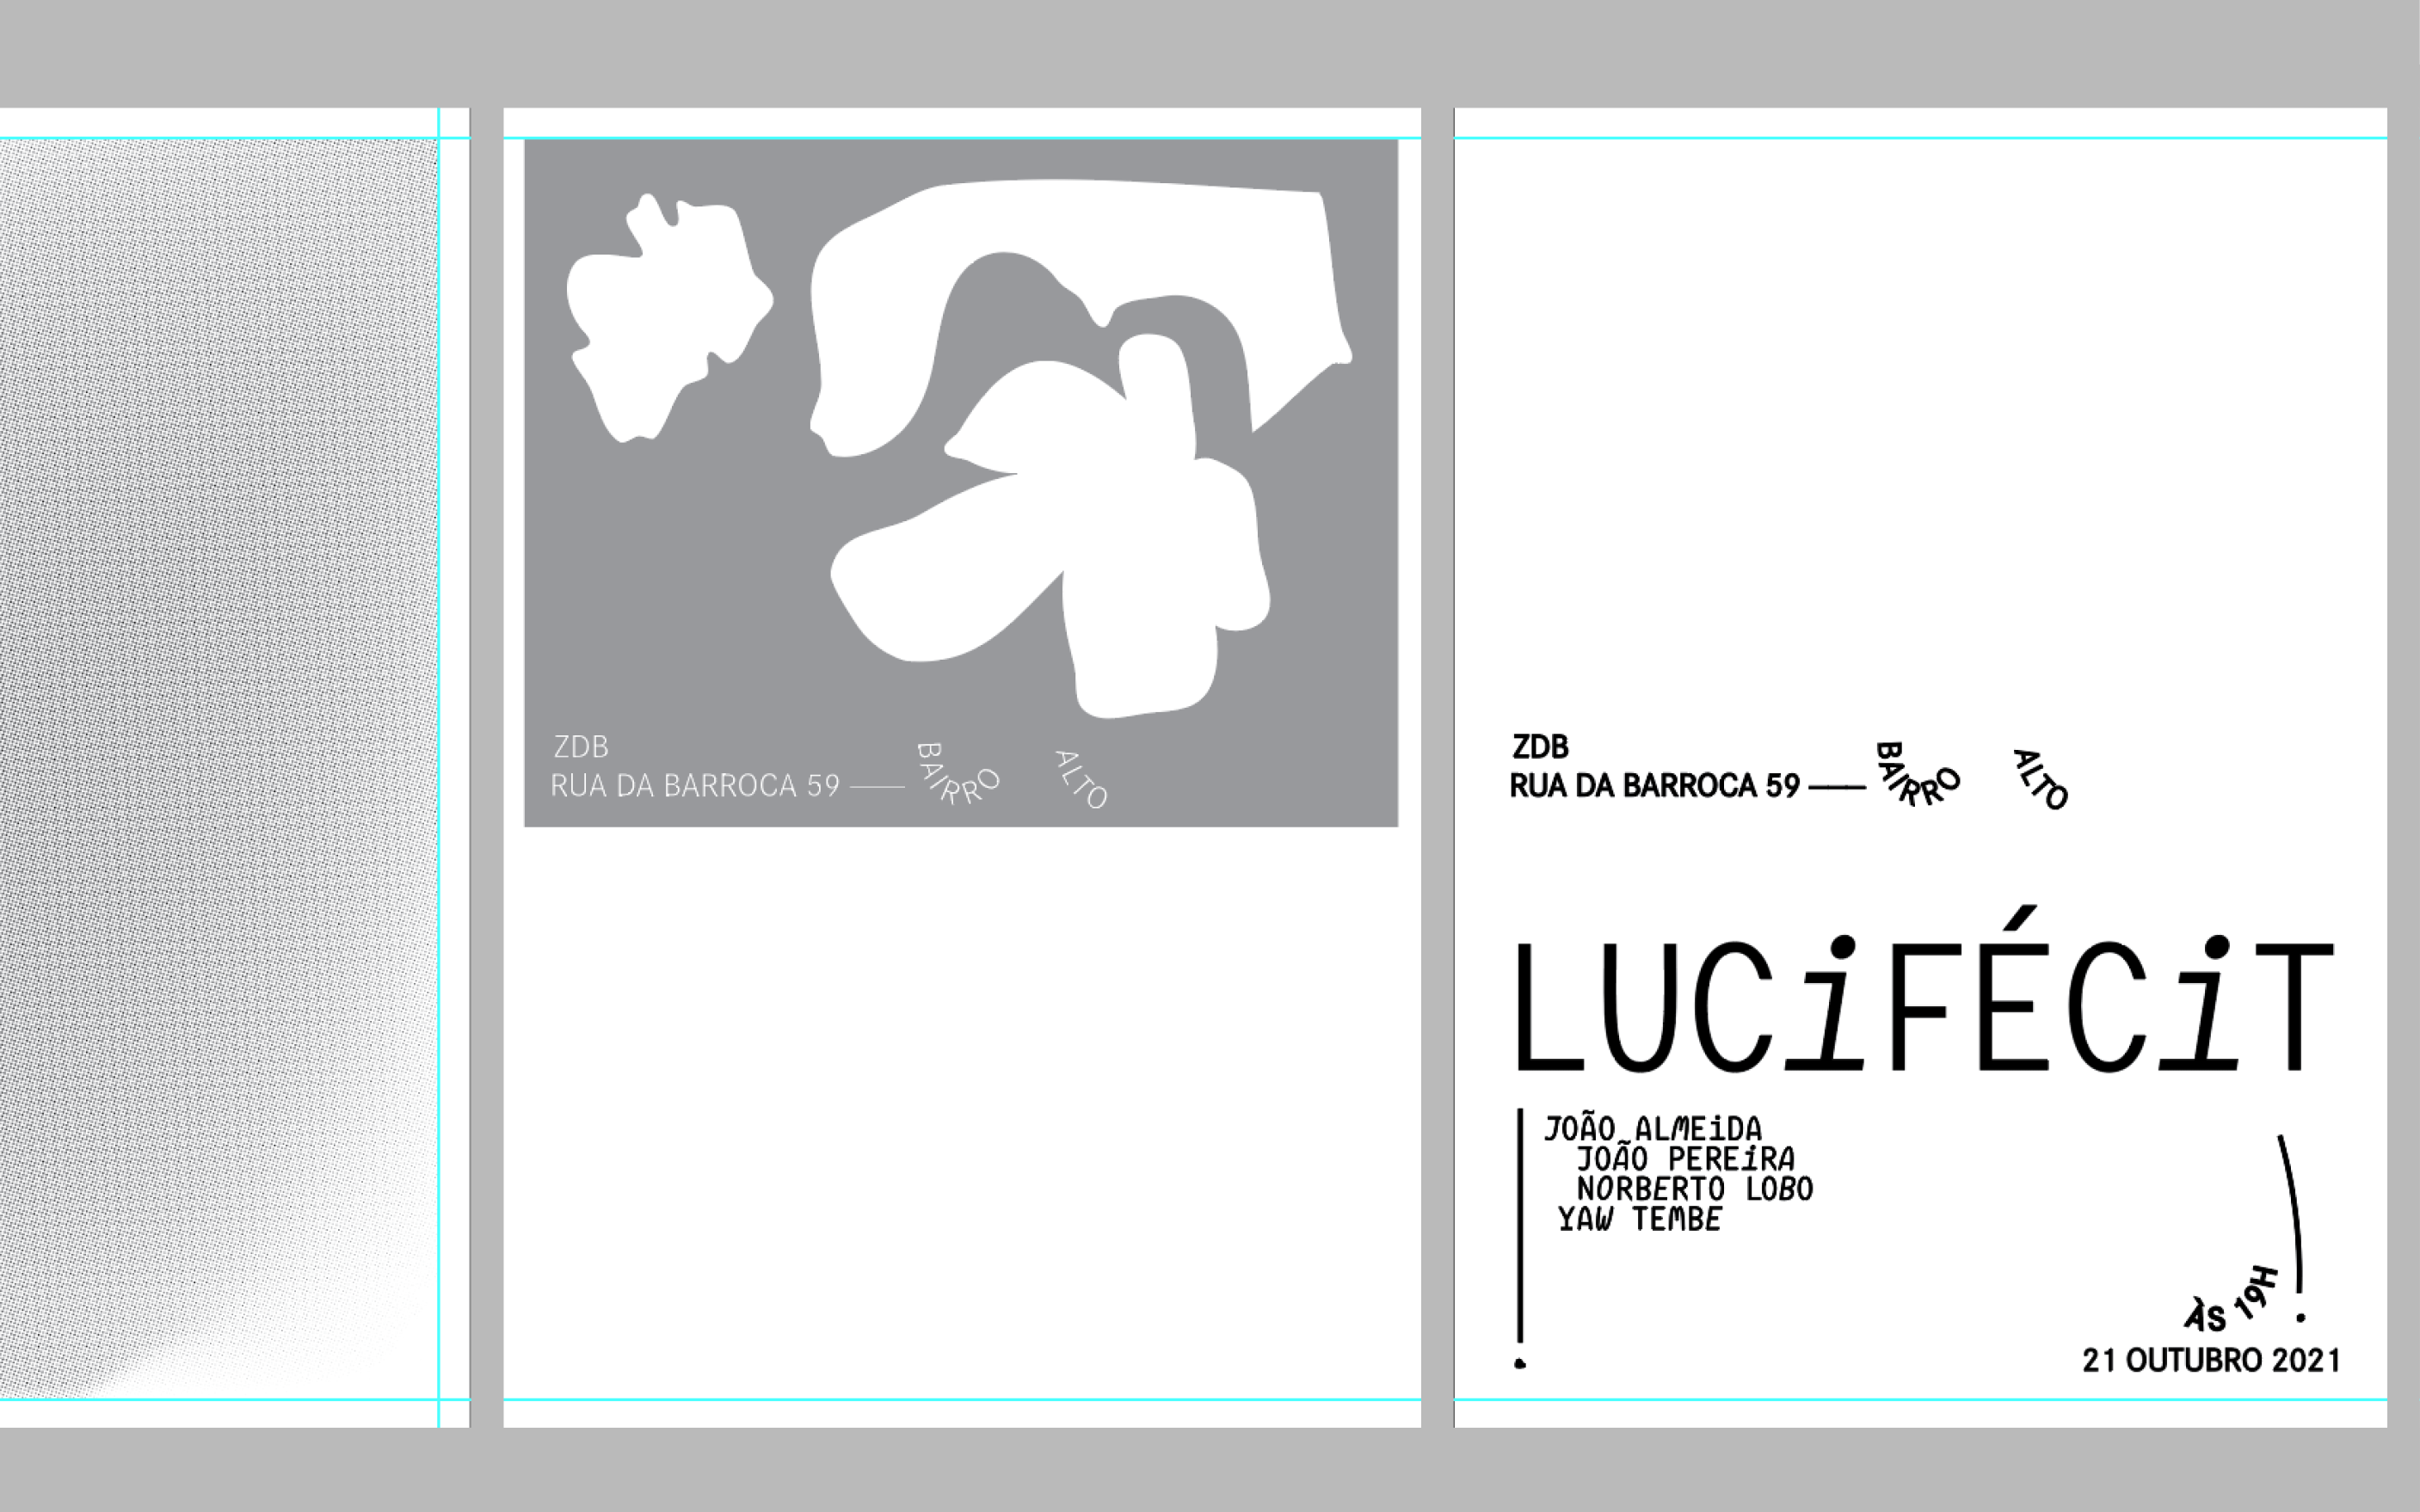 ZDB
RUA DA BARROCA 59 —— BAIRRO ALTO
ZDB
RUA DA BARROCA 59 —— BAIRRO ALTO
LUCiFÉCiT
JOÃO ALMEiDA
JOÃO PEREiRA
NORBERTO LOBO
YAW TEMBE
ÀS 19H
21 OUTUBRO 2021